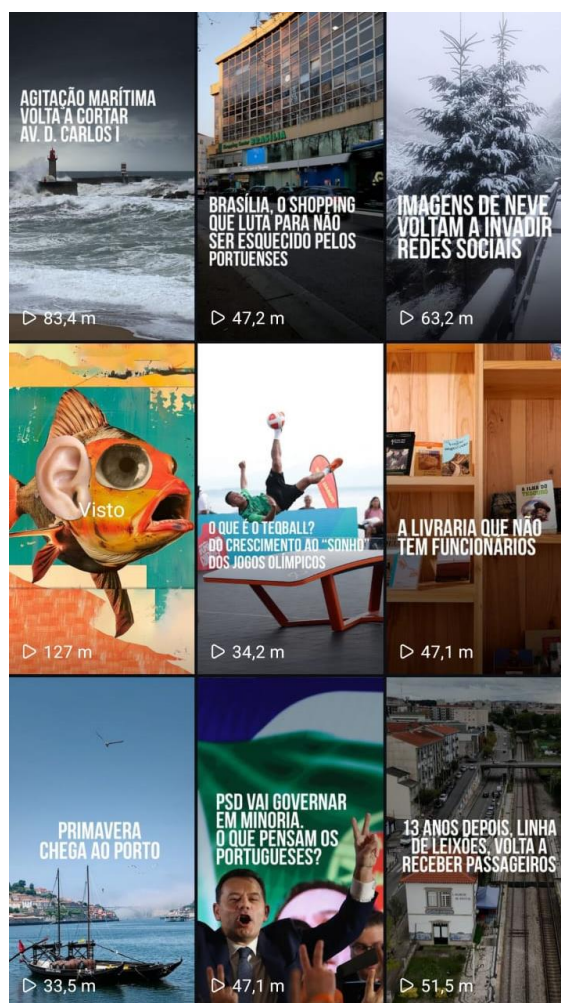 AGITAÇÃO MARÍTIMA
VOLTA A CORTAR
AV. D. CARLOS I
83,4 m
BRASÍLIA, O SHOPPING
QUE LUTA PARA NÃO
SER ESQUECIDO PELOS
PORTUENSES
47,2 m
IMAGENS DE NEVE
VOLTAM A INVADIR
REDES SOCIAIS
63,2 m
Visto
127 m
O QUE É O TEQBALL?
DO CRESCIMENTO AO “SONHO”
DOS JOGOS OLÍMPICOS
34,2 m
A ILHA DO
TESOURO
A LIVRARIA QUE NÃO
TEM FUNCIONÁRIOS
47,1 m
PRIMAVERA
CHEGA AO PORTO
33,5 m
PSD VAI GOVERNAR
EM MINORIA.
O QUE PENSAM OS
PORTUGUESES?
47,1 m
13 ANOS DEPOIS, LINHA
DE LEIXÕES, VOLTA A
RECEBER PASSAGEIROS
51,5 m